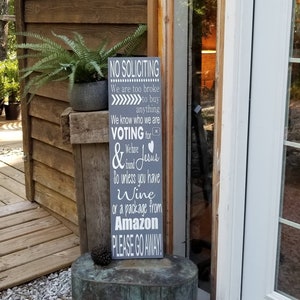 NO SOLICITING
We are too broke
to buy
anything
We know who we are
VOTING for
& We have
found Jesus
So unless you have
Wine
or a package from
Amazon
PLEASE GO AWAY!